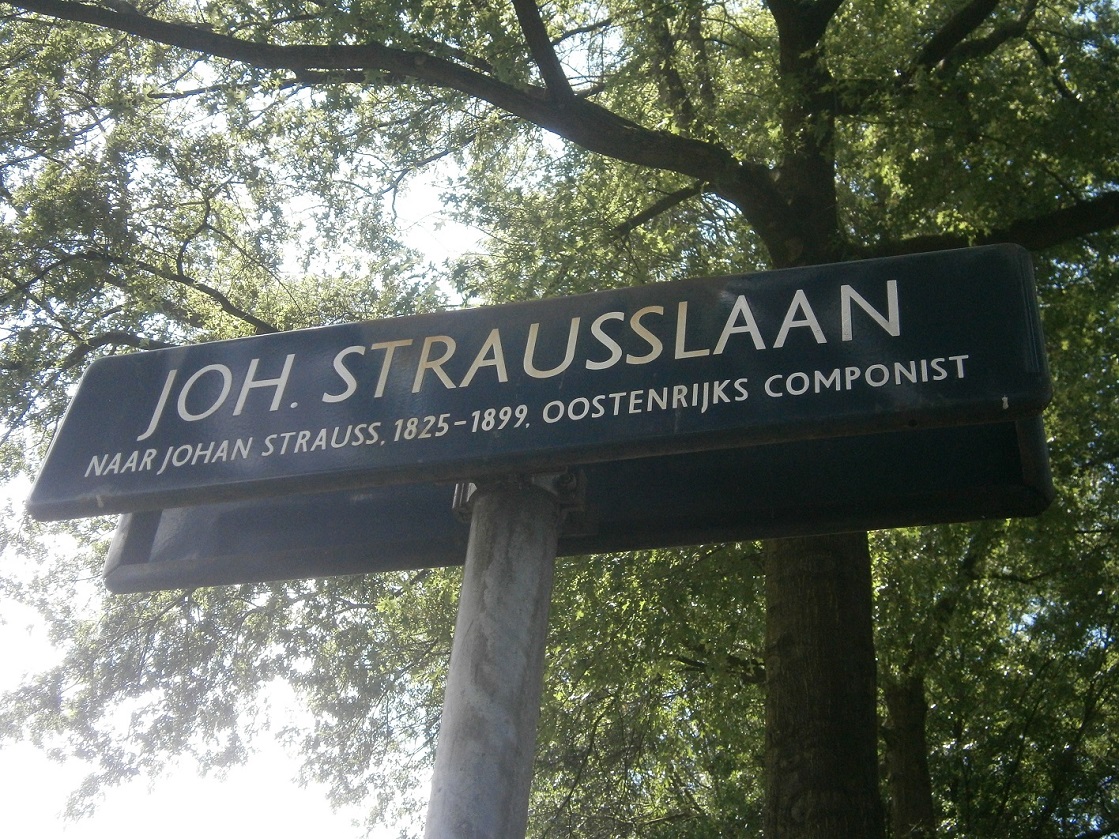 JOH. STRAUSSLAAN
NAAR JOHAN STRAUSS, 1825-1899, OOSTENRIJKS COMPONIST